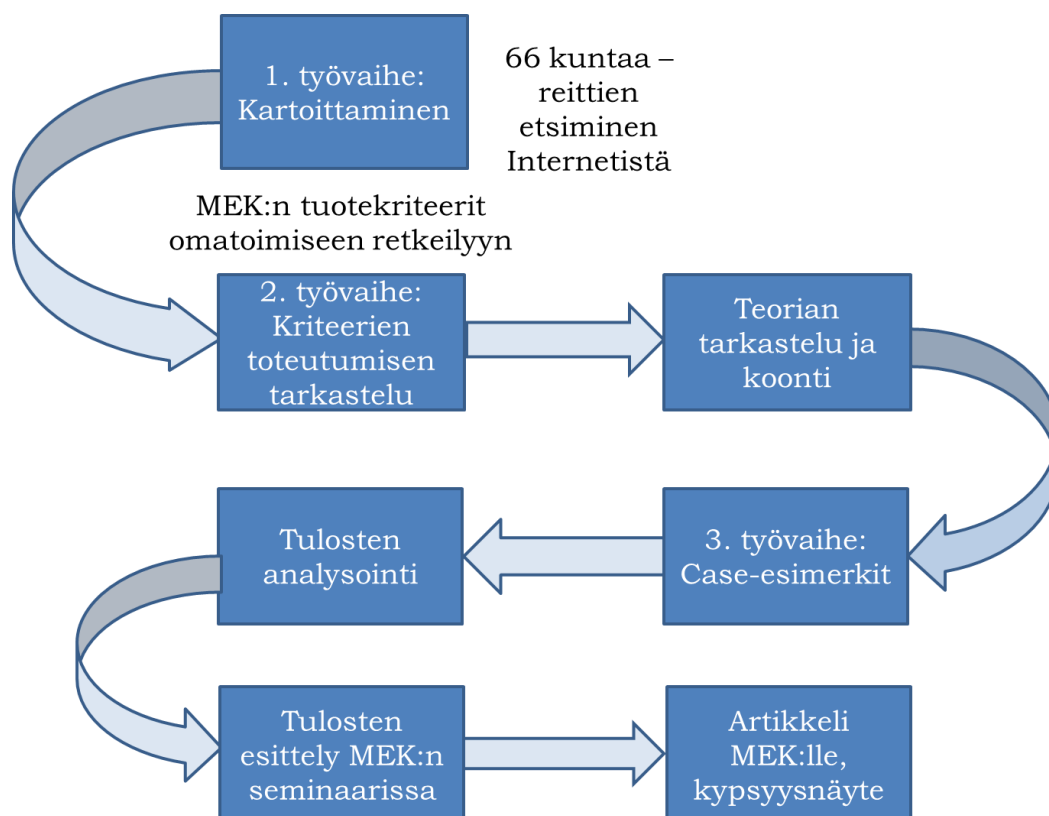 1. työvaihe:
Kartoittaminen
66 kuntaa –
reittien
etsiminen
Internetistä
MEK:n tuotekriteerit
omatoimiseen retkeilyyn
2. työvaihe:
Kriteerien
toteutumisen
tarkastelu
Teorian
tarkastelu ja
koonti
3. työvaihe:
Case-esimerkit
Tulosten
analysointi
Tulosten
esittely MEK:n
seminaarissa
Artikkeli
MEK:lle,
kypsyysnäyte